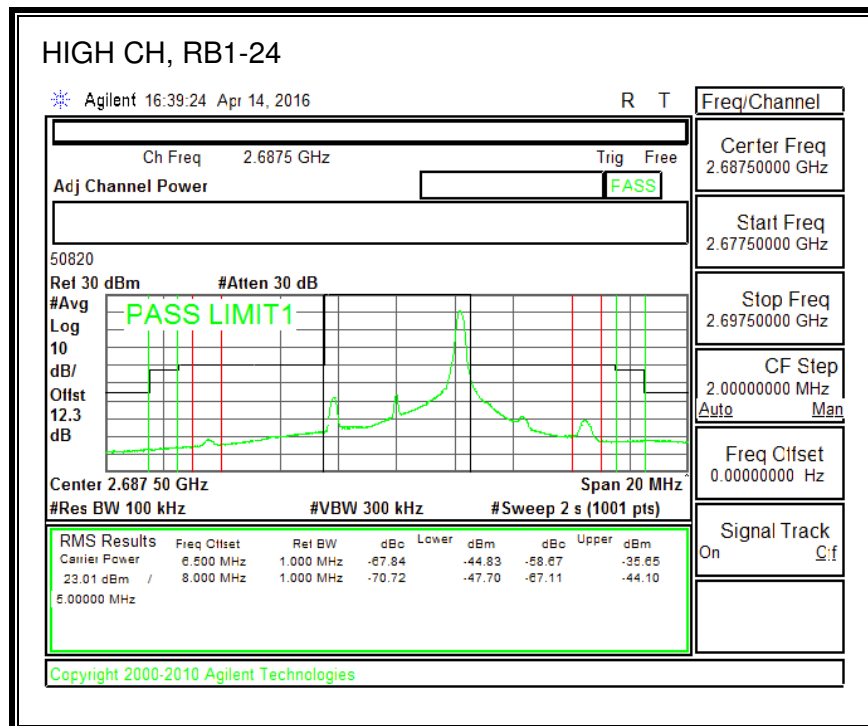 HIGH CH, RB1-24
Agilent 16:39:24 Apr 14, 2016 R T
Freq/Channel
Ch Freq 2.6875 GHz Trig Free
Adj Channel Power PASS
Center Freq
2.68750000 GHz
Start Freq
2.67750000 GHz
Stop Freq
2.69750000 GHz
CF Step
2.00000000 MHz
Auto Man
Freq Offset
0.00000000 Hz
Signal Track
On Off
50820
Ref 30 dBm #Atten 30 dB
#Avg
Log
10
dB/
Offst
12.3
dB
PASS LIMIT1
Center 2.687 50 GHz Span 20 MHz
#Res BW 100 kHz #VBW 300 kHz #Sweep 2 s (1001 pts)
RMS Results Freq Offset Ref BW dBc Lower dBm dBc Upper dBm
Carrier Power 6.500 MHz 1.000 MHz -67.84 -44.83 -58.67 -35.65
23.01 dBm / 8.000 MHz 1.000 MHz -70.72 -47.70 -67.11 -44.10
5.00000 MHz
Copyright 2000-2010 Agilent Technologies